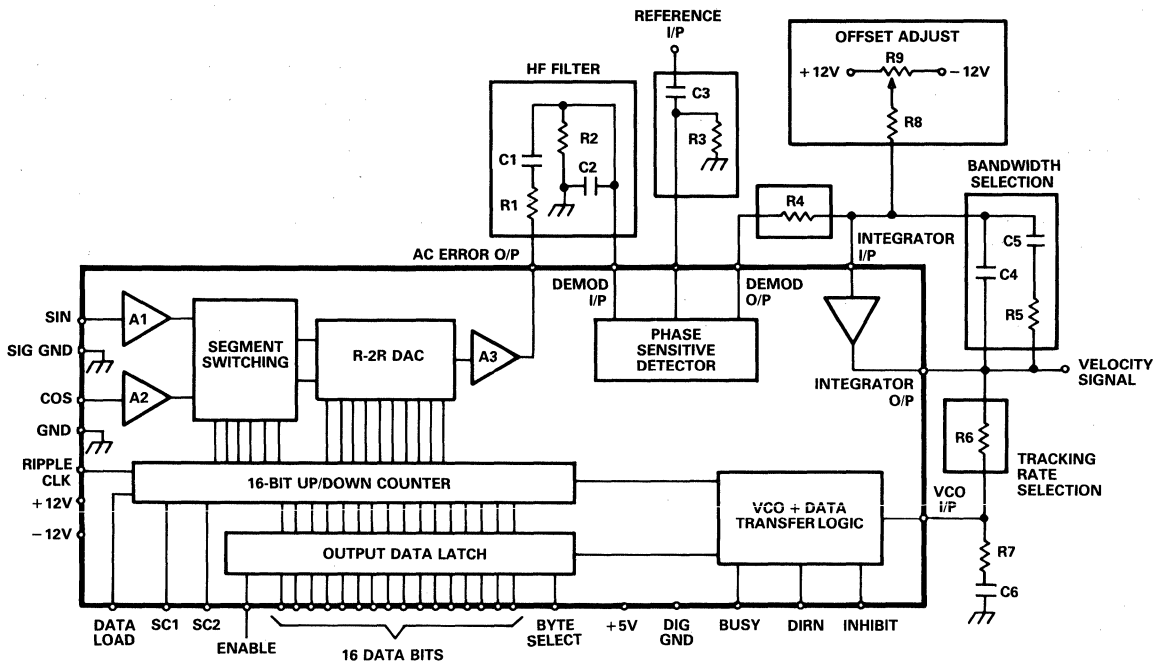 REFERENCE
I/P
OFFSET ADJUST
R9
+12V
-12V
R8
HF FILTER
C3
R3
R2
C1
C2
R1
BANDWIDTH
SELECTION
R4
C5
C4
R5
AC ERROR O/P
INTEGRATOR
I/P
DEMOD
I/P
DEMOD
O/P
SIN
A1
SEGMENT
SWITCHING
R-2R DAC
A3
PHASE
SENSITIVE
DETECTOR
SIG GND
VELOCITY
SIGNAL
INTEGRATOR
O/P
COS
A2
GND
R6
TRACKING
RATE
SELECTION
RIPPLE
CLK
16-BIT UP/DOWN COUNTER
VCO + DATA
TRANSFER LOGIC
VCO
I/P
+12V
-12V
OUTPUT DATA LATCH
R7
C6
DATA
LOAD
SC1
SC2
ENABLE
16 DATA BITS
BYTE
SELECT
+5V
DIG
GND
BUSY
DIRN
INHIBIT